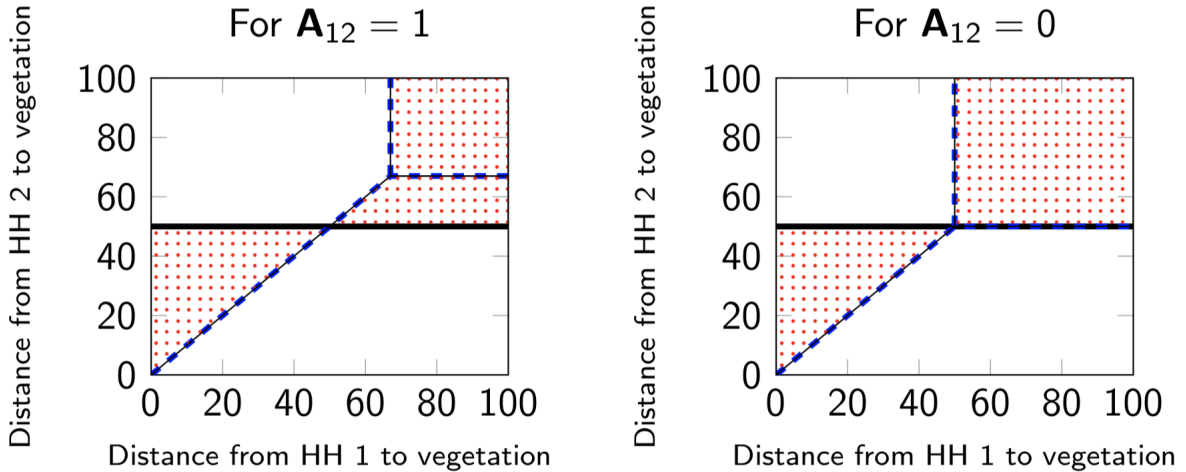 For A12 = 1
Distance from HH 2 to vegetation
100
80
60
40
20
0
0 20 40 60 80 100
Distance from HH 1 to vegetation
For A12 = 0
Distance from HH 2 to vegetation
100
80
60
40
20
0
0 20 40 60 80 100
Distance from HH 1 to vegetation